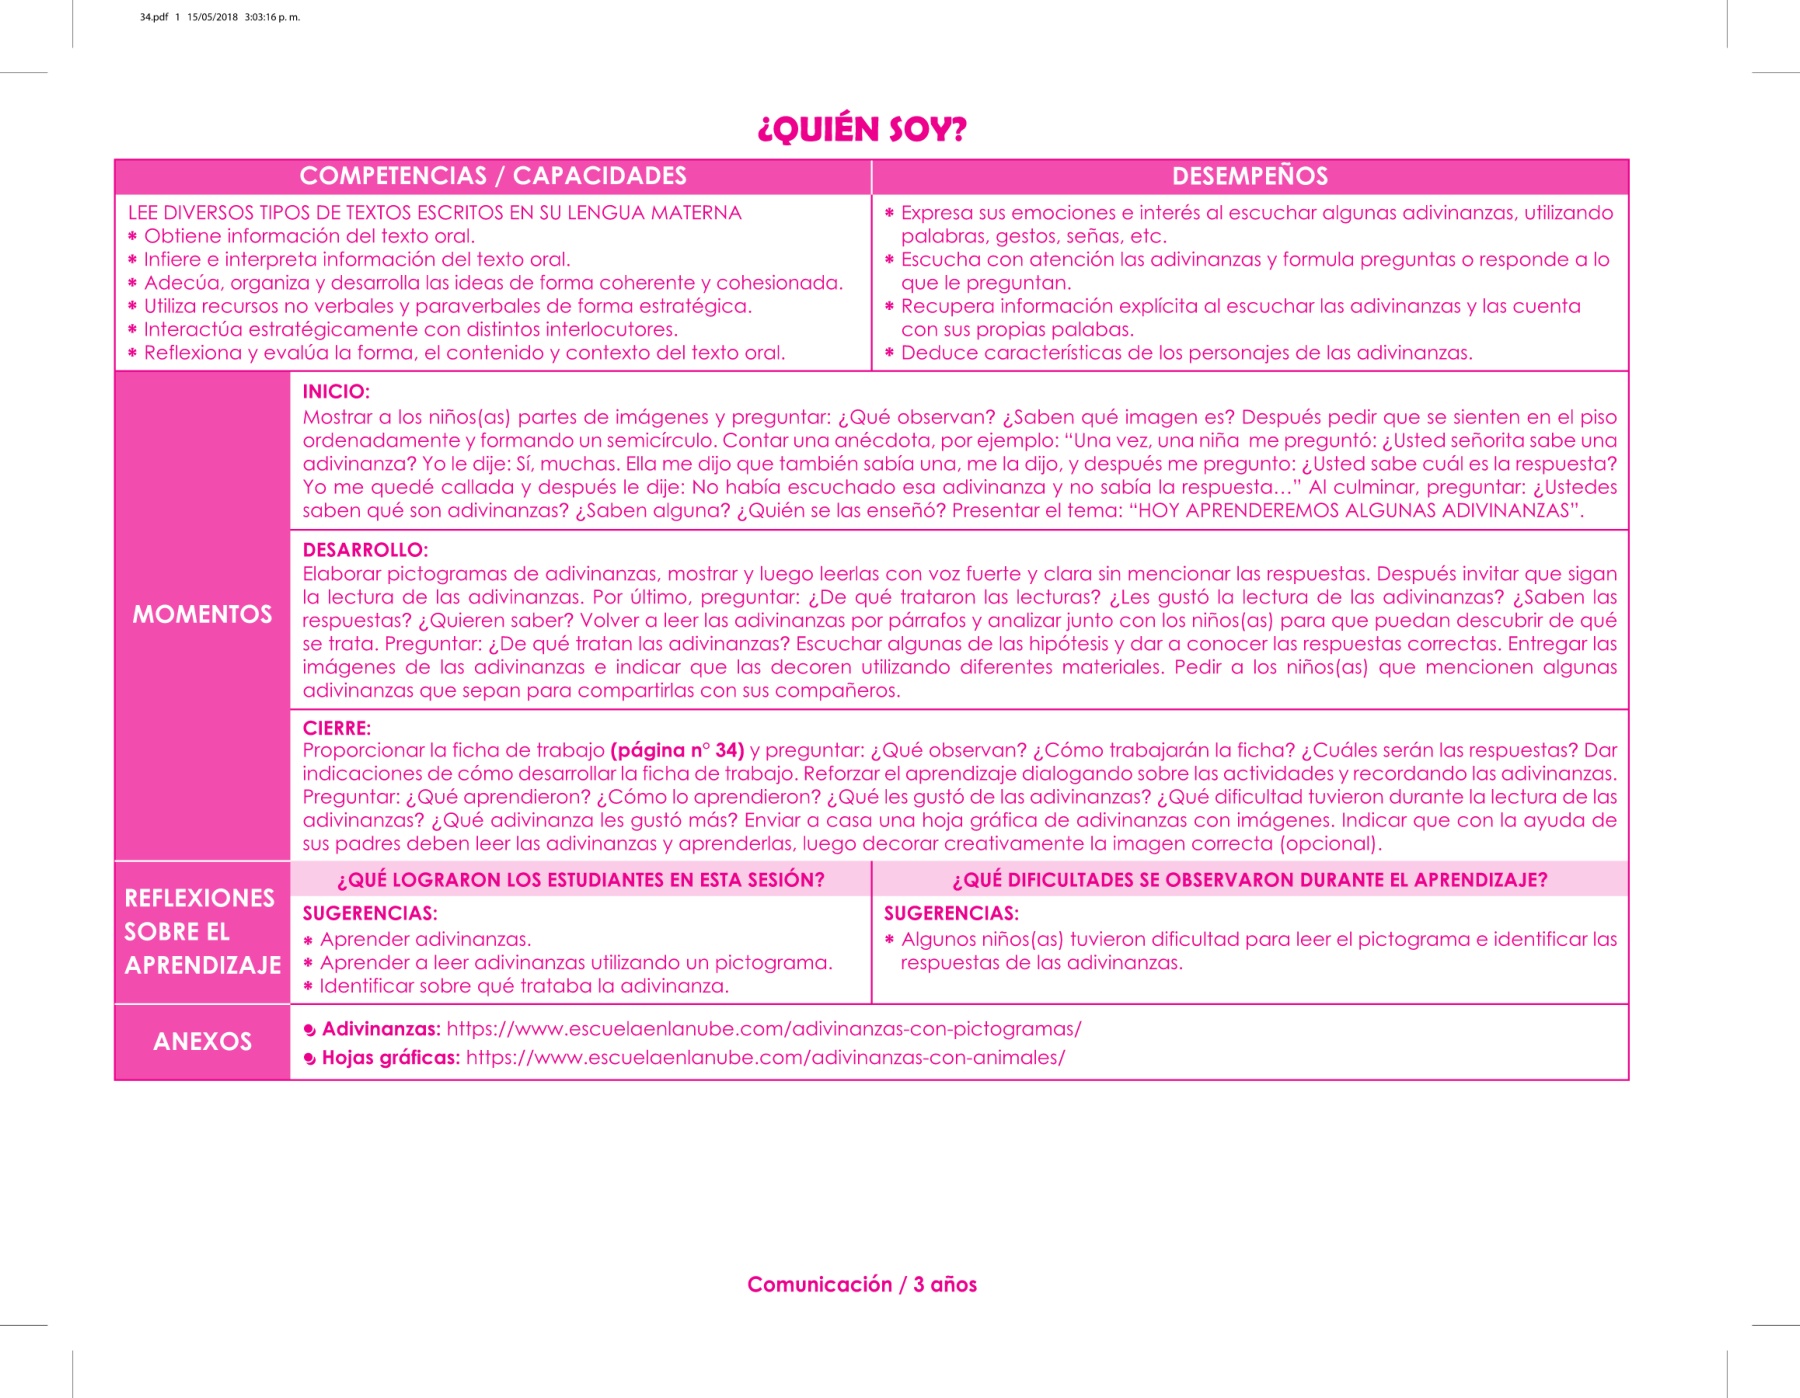 34.pdf 1 15/05/2018 3:03:16 p. m.
¿QUIÉN SOY?
COMPETENCIAS / CAPACIDADES
DESEMPEÑOS
LEE DIVERSOS TIPOS DE TEXTOS ESCRITOS EN SU LENGUA MATERNA
* Obtiene información del texto oral.
* Infiere e interpreta información del texto oral.
* Adecúa, organiza y desarrolla las ideas de forma coherente y cohesionada.
* Utiliza recursos no verbales y paraverbales de forma estratégica.
* Interactúa estratégicamente con distintos interlocutores.
* Reflexiona y evalúa la forma, el contenido y contexto del texto oral.
* Expresa sus emociones e interés al escuchar algunas adivinanzas, utilizando
palabras, gestos, señas, etc.
* Escucha con atención las adivinanzas y formula preguntas o responde a lo
que le preguntan.
* Recupera información explícita al escuchar las adivinanzas y las cuenta
con sus propias palabas.
* Deduce características de los personajes de las adivinanzas.
MOMENTOS
INICIO:
Mostrar a los niños(as) partes de imágenes y preguntar: ¿Qué observan? ¿Saben qué imagen es? Después pedir que se sienten en el piso
ordenadamente y formando un semicírculo. Contar una anécdota, por ejemplo: “Una vez, una niña me preguntó: ¿Usted señorita sabe una
adivinanza? Yo le dije: Sí, muchas. Ella me dijo que también sabía una, me la dijo, y después me pregunto: ¿Usted sabe cuál es la respuesta?
Yo me quedé callada y después le dije: No había escuchado esa adivinanza y no sabía la respuesta...” Al culminar, preguntar: ¿Ustedes
saben qué son adivinanzas? ¿Saben alguna? ¿Quién se las enseñó? Presentar el tema: “HOY APRENDEREMOS ALGUNAS ADIVINANZAS”.
DESARROLLO:
Elaborar pictogramas de adivinanzas, mostrar y luego leerlas con voz fuerte y clara sin mencionar las respuestas. Después invitar que sigan
la lectura de las adivinanzas. Por último, preguntar: ¿De qué trataron las lecturas? ¿Les gustó la lectura de las adivinanzas? ¿Saben las
respuestas? ¿Quieren saber? Volver a leer las adivinanzas por párrafos y analizar junto con los niños(as) para que puedan descubrir de qué
se trata. Preguntar: ¿De qué tratan las adivinanzas? Escuchar algunas de las hipótesis y dar a conocer las respuestas correctas. Entregar las
imágenes de las adivinanzas e indicar que las decoren utilizando diferentes materiales. Pedir a los niños(as) que mencionen algunas
adivinanzas que sepan para compartirlas con sus compañeros.
CIERRE:
Proporcionar la ficha de trabajo (página n° 34) y preguntar: ¿Qué observan? ¿Cómo trabajarán la ficha? ¿Cuáles serán las respuestas? Dar
indicaciones de cómo desarrollar la ficha de trabajo. Reforzar el aprendizaje dialogando sobre las actividades y recordando las adivinanzas.
Preguntar: ¿Qué aprendieron? ¿Cómo lo aprendieron? ¿Qué les gustó de las adivinanzas? ¿Qué dificultad tuvieron durante la lectura de las
adivinanzas? ¿Qué adivinanza les gustó más? Enviar a casa una hoja gráfica de adivinanzas con imágenes. Indicar que con la ayuda de
sus padres deben leer las adivinanzas y aprenderlas, luego decorar creativamente la imagen correcta (opcional).
REFLEXIONES
SOBRE EL
APRENDIZAJE
¿QUÉ LOGRARON LOS ESTUDIANTES EN ESTA SESIÓN?
SUGERENCIAS:
* Aprender adivinanzas.
* Aprender a leer adivinanzas utilizando un pictograma.
* Identificar sobre qué trataba la adivinanza.
¿QUÉ DIFICULTADES SE OBSERVARON DURANTE EL APRENDIZAJE?
SUGERENCIAS:
* Algunos niños(as) tuvieron dificultad para leer el pictograma e identificar las
respuestas de las adivinanzas.
ANEXOS
Adivinanzas: https://www.escuelaenlanube.com/adivinanzas-con-pictogramas/
Hojas gráficas: https://www.escuelaenlanube.com/adivinanzas-con-animales/
Comunicación / 3 años